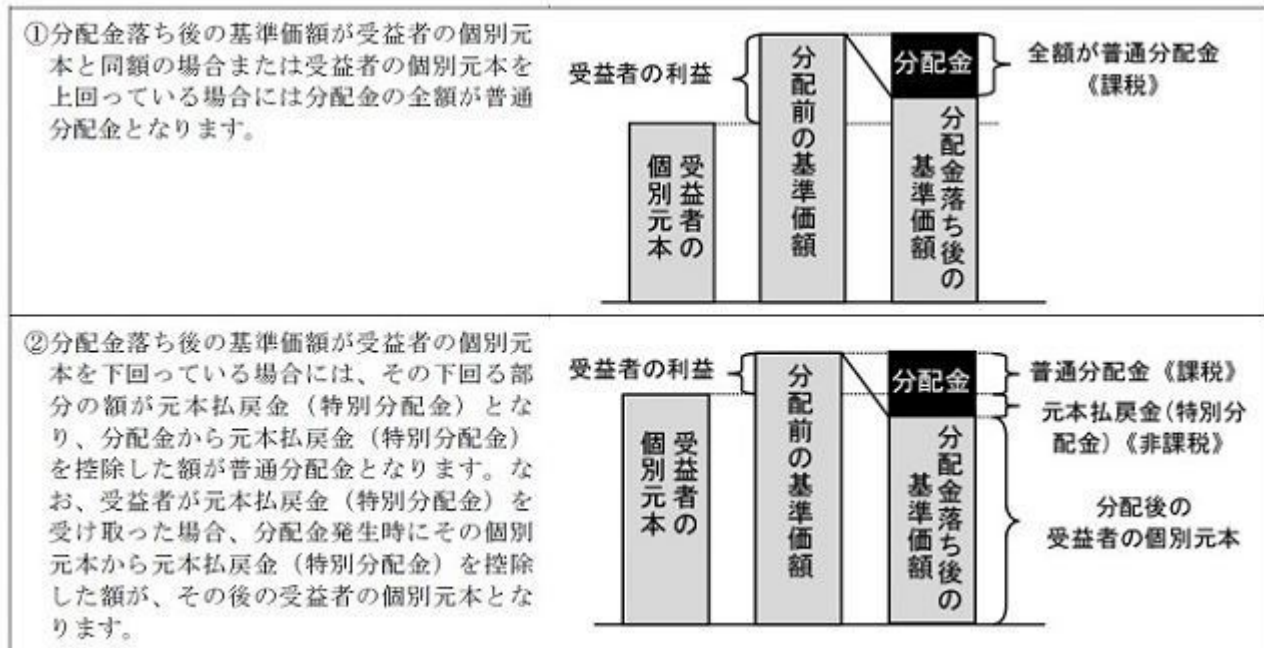 ①分配金落ち後の基準価額が受益者の個別元
本と同額の場合または受益者の個別元本を
上回っている場合には分配金の全額が普通
分配金となります。
受益者の利益
受益者の
個別元本
分配前の基準価額
分配金
分配金落ち後の
基準価額
全額が普通分配金
《課税》
②分配金落ち後の基準価額が受益者の個別元
本を下回っている場合には、その下回る部
分の額が元本払戻金（特別分配金）とな
り、分配金から元本払戻金（特別分配金）
を控除した額が普通分配金となります。な
お、受益者が元本払戻金（特別分配金）を
受け取った場合、分配金発生時にその個別
元本から元本払戻金（特別分配金）を控除
した額が、その後の受益者の個別元本とな
ります。
受益者の利益
受益者の
個別元本
分配前の基準価額
分配金
分配金落ち後の
基準価額
普通分配金《課税》
元本払戻金(特別分
配金)《非課税》
分配後の
受益者の個別元本